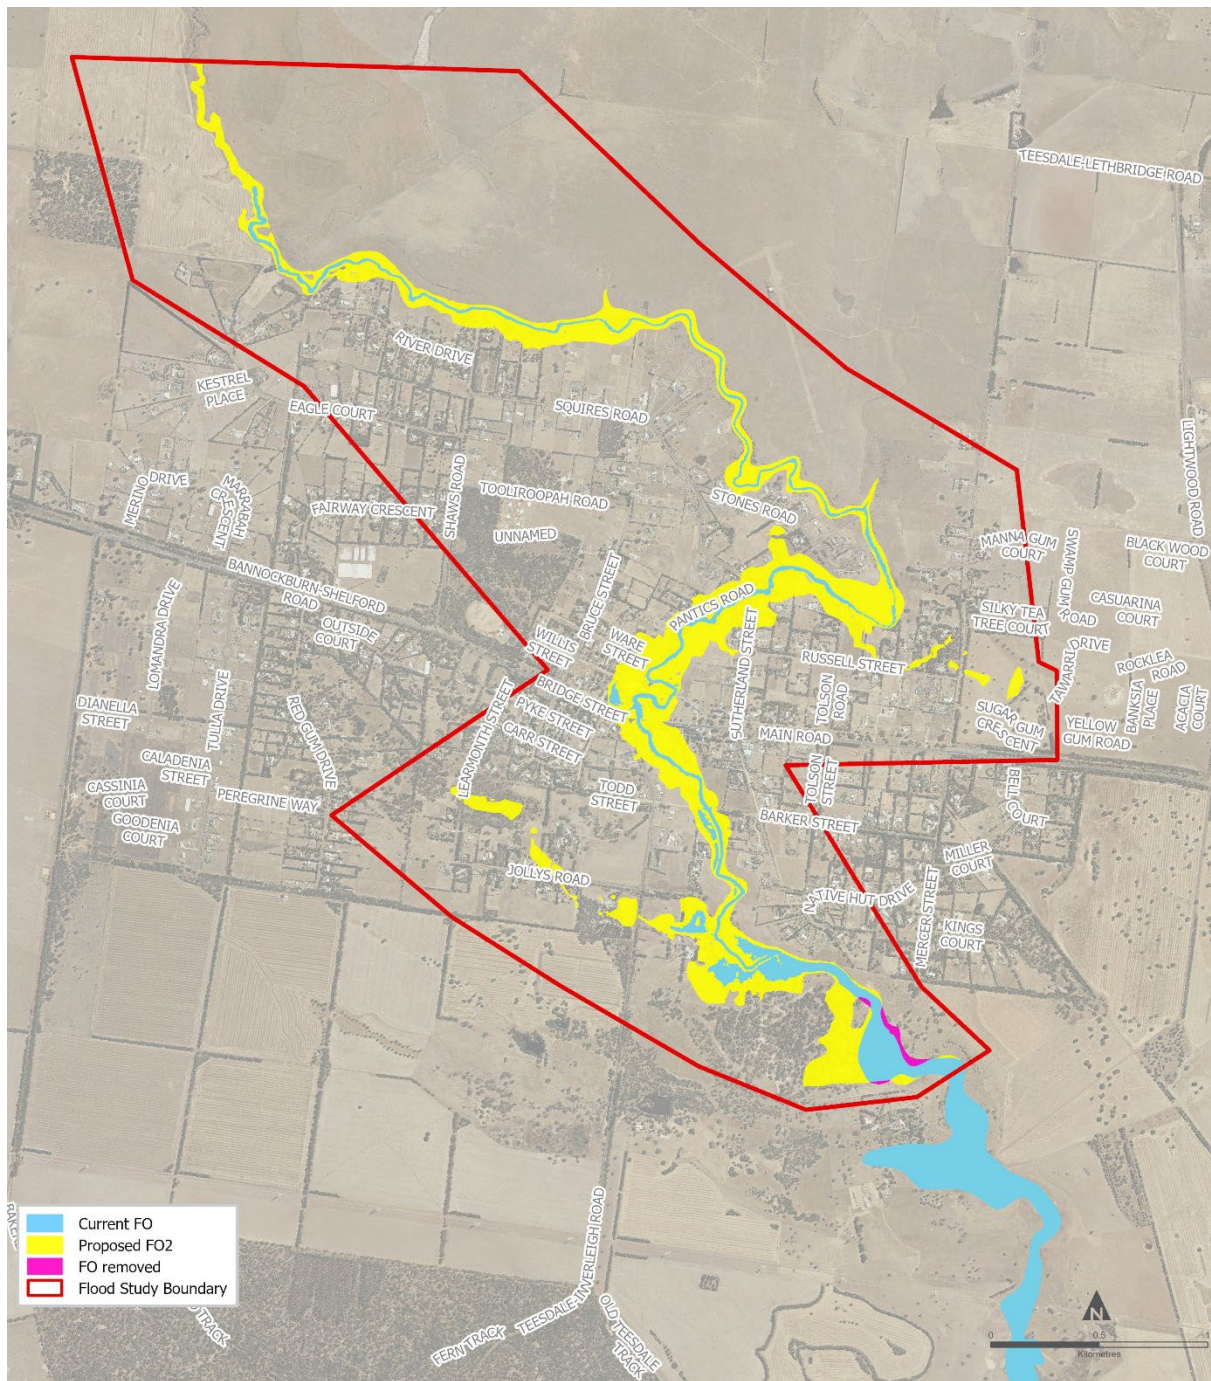 TEESDALE-LETHBRIDGE ROAD
RIVER DRIVE
KESTREL
PLACE
EAGLE COURT
SQUIRES ROAD
LIGHTWOOD ROAD
MERINO DRIVE
MARRABAH
CRESCENT
FAIRWAY CRESCENT
SHAWS ROAD
TOOLIROOPAH ROAD
STONES ROAD
UNNAMED
MANNA GUM
COURT
SWAMP GUM ROAD
BLACK WOOD
COURT
BANNOCKBURN-SHELFORD
ROAD
LOMANDRA DRIVE
OUTSIDE
COURT
BRUCE STREET
WILLIS
STREET
WARE
STREET
PANTICS ROAD
SUTHERLAND STREET
RUSSELL STREET
SILKY TEA
TREE COURT
CASUARINA
COURT
TAWARRI DRIVE
ROCKLEA
ROAD
DIANELLA
STREET
TULLA DRIVE
RED GUM DRIVE
LEARMONTH STREET
BRIDGE STREET
PYKE STREET
CARR STREET
TOLSON
ROAD
MAIN ROAD
SUGAR GUM
CRESCENT
YELLOW
GUM ROAD
BANKSIA
PLACE
ACACIA
COURT
CALADENIA
STREET
CASSINIA
COURT
GOODENIA
COURT
PEREGRINE WAY
TODD
STREET
TOLSON
STREET
BARKER STREET
BELL COURT
MILLER
COURT
JOLLYS ROAD
NATIVE HUT DRIVE
MERCER STREET
KINGS
COURT
Current FO
Proposed FO2
FO removed
Flood Study Boundary
TRACK
FERN TRACK
TEESDALE-INVERLEIGH ROAD
OLD TEESDALE
TRACK
N
0 0.5 1
Kilometres